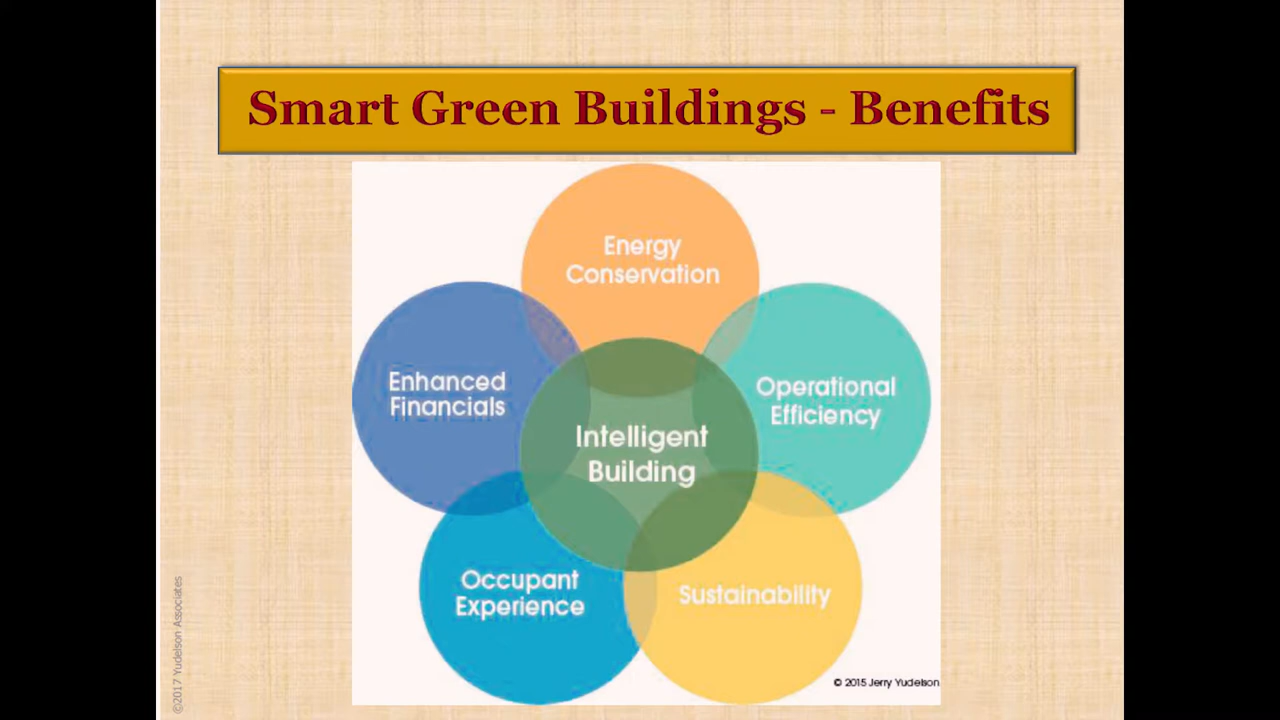 Smart Green Buildings - Benefits
Energy
Conservation
Enhanced
Financials
Operational
Efficiency
Intelligent
Building
Occupant
Experience
Sustainability
© 2015 Jerry Yudelson
©2017 Yudelson Associates